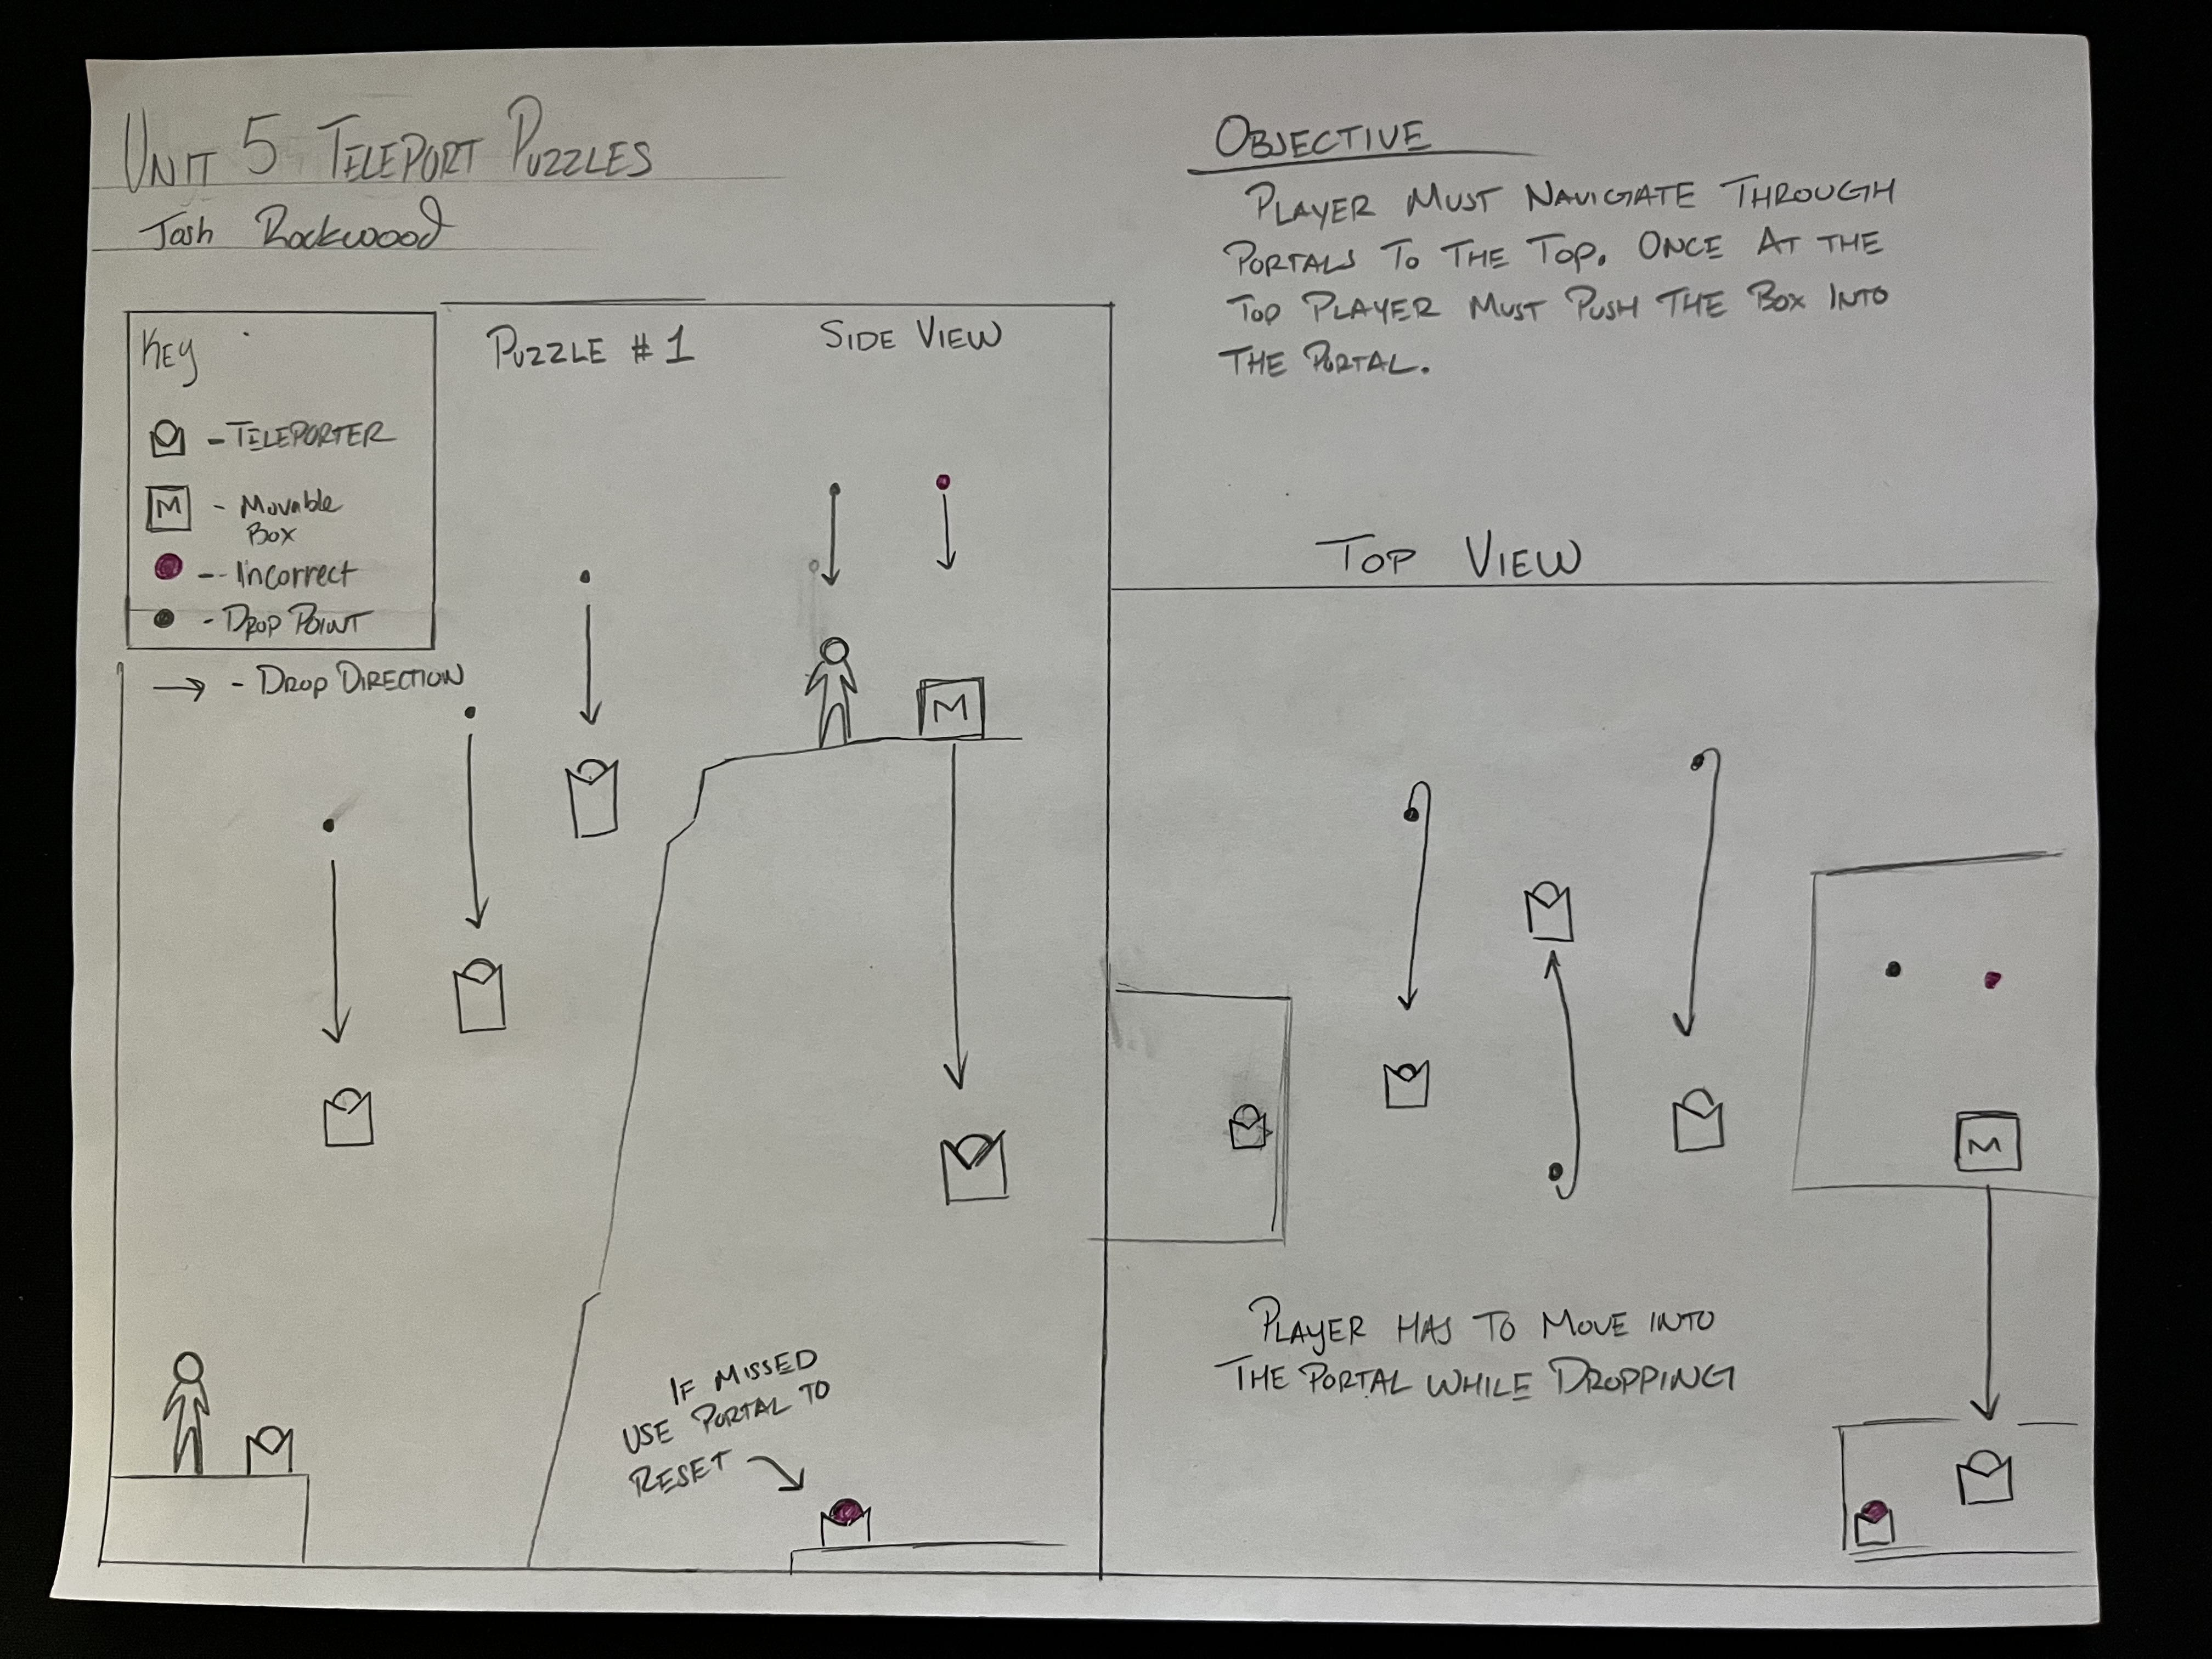 UNIT 5 TELEPORT PUZZLES
Josh Rockwood
KEY
- TELEPORTER
M - Movable
Box
-- Incorrect
- DROP POINT
→ - DROP DIRECTION
PUZZLE #1
SIDE VIEW
M
IF MISSED
USE PORTAL TO
RESET
OBJECTIVE
PLAYER MUST NAVIGATE THROUGH
PORTALS TO THE TOP. ONCE AT THE
TOP PLAYER MUST PUSH THE BOX INTO
THE PORTAL.
TOP VIEW
M
PLAYER HAS TO MOVE INTO
THE PORTAL WHILE DROPPING